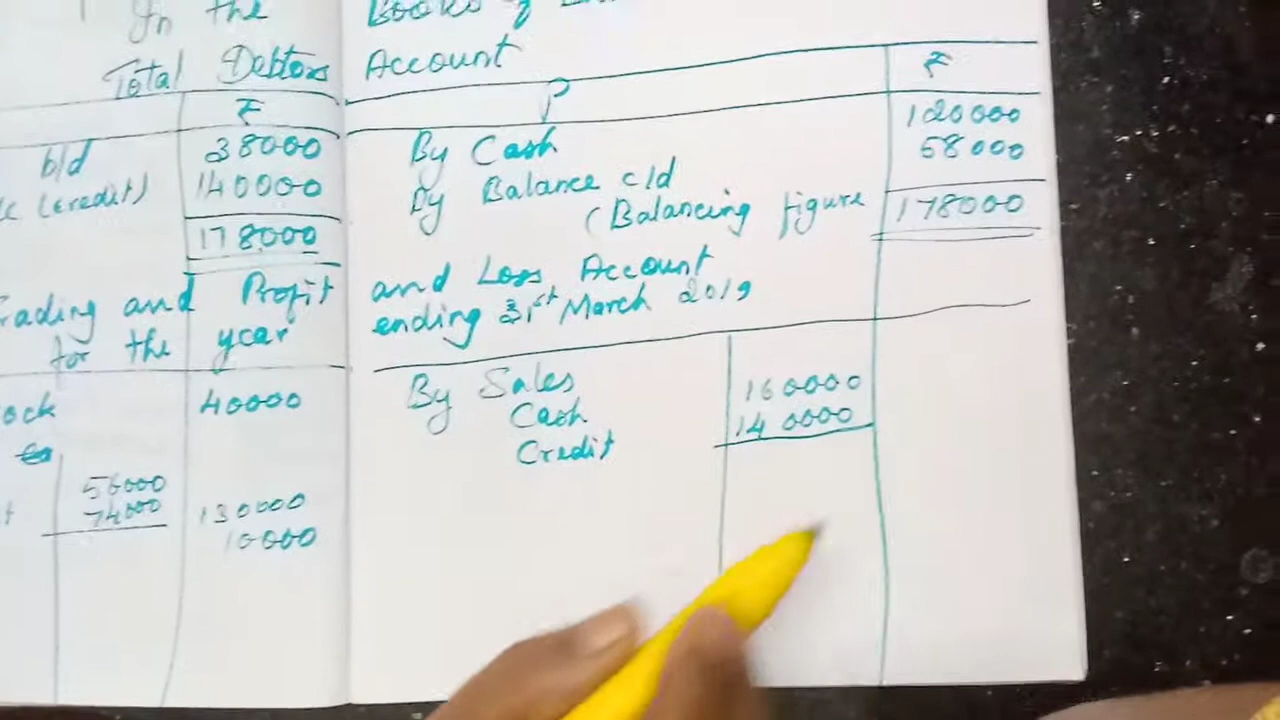 In the Books of
Total Debtors Account
₹ ₹
b/d 38000 By Cash 120000
(credit) 140000 By Balance c/d 58000
178000 (Balancing figure 178000
Trading and Profit and Loss Account
for the year ending 31st March 2019
ock 40000 By Sales
Cash 160000
Credit 140000
56000
74000 130000
10000